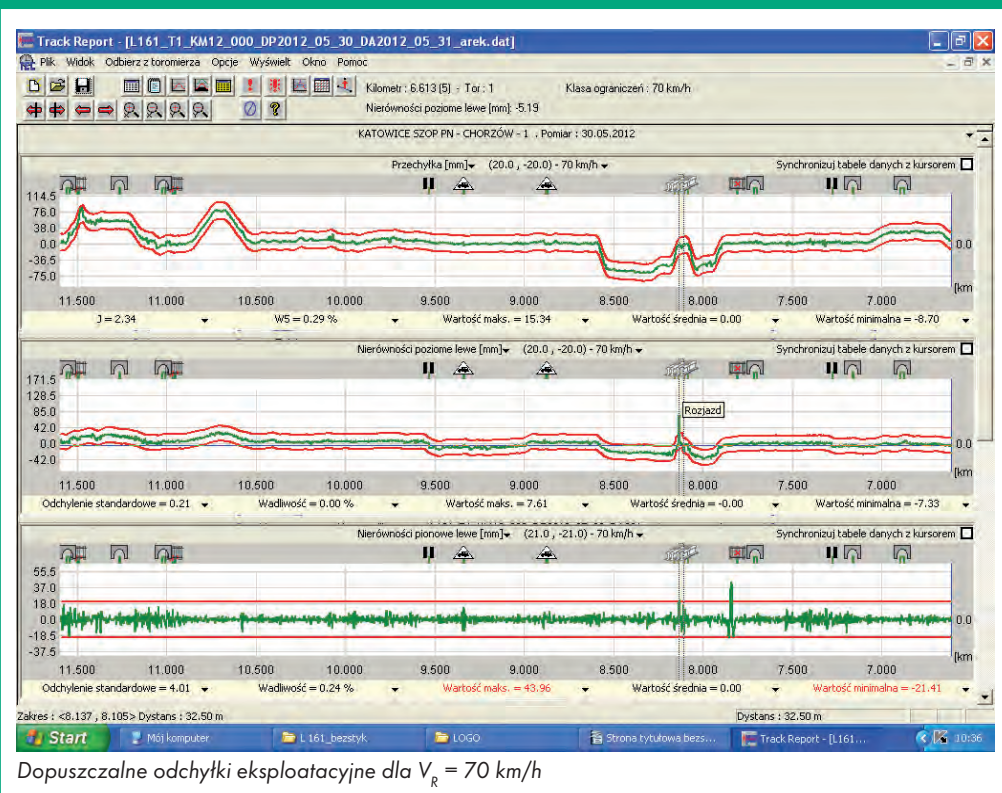 Track Report - [L161_T1_KM12_000_DP2012_05_30_DA2012_05_31_arek.dat]
Plik Widok Odbierz z toromierza Opcje Wyświetl Okno Pomoc
Kilometr : 6.613 (5) - Tor : 1 Klasa ograniczeń : 70 km/h
Nierówności poziome lewe [mm]: -5.19
KATOWICE SZOP PN - CHORZÓW - 1 , Pomiar : 30.05.2012
Przechyłka [mm] (20.0 , -20.0) - 70 km/h Synchronizuj tabele danych z kursorem
114.5
76.0
38.0
0.0 0.0
-36.5
-75.0
11.500 11.000 10.500 10.000 9.500 9.000 8.500 8.000 7.500 7.000 [km
J = 2.34 W5 = 0.29 % Wartość maks. = 15.34 Wartość średnia = 0.00 Wartość minimalna = -8.70
Nierówności poziome lewe [mm] (20.0 , -20.0) - 70 km/h Synchronizuj tabele danych z kursorem
171.5
128.5
85.0 Rozjazd
42.0
0.0 0.0
-42.0
11.500 11.000 10.500 10.000 9.500 9.000 8.500 8.000 7.500 7.000 [km
Odchylenie standardowe = 0.21 Wadliwość = 0.00 % Wartość maks. = 7.61 Wartość średnia = -0.00 Wartość minimalna = -7.33
Nierówności pionowe lewe [mm] (21.0 , -21.0) - 70 km/h Synchronizuj tabele danych z kursorem
55.5
37.0
18.0
0.0 0.0
-18.5
-37.5
11.500 11.000 10.500 10.000 9.500 9.000 8.500 8.000 7.500 7.000 [km
Odchylenie standardowe = 4.01 Wadliwość = 0.24 % Wartość maks. = 43.96 Wartość średnia = 0.00 Wartość minimalna = -21.41
Zakres : <8.137 , 8.105> Dystans : 32.50 m Dystans : 32.50 m
Start Mój komputer L 161_bezstyk LOGO Strona tytułowa bezs... Track Report - [L161... 10:36
Dopuszczalne odchyłki eksploatacyjne dla V_R = 70 km/h